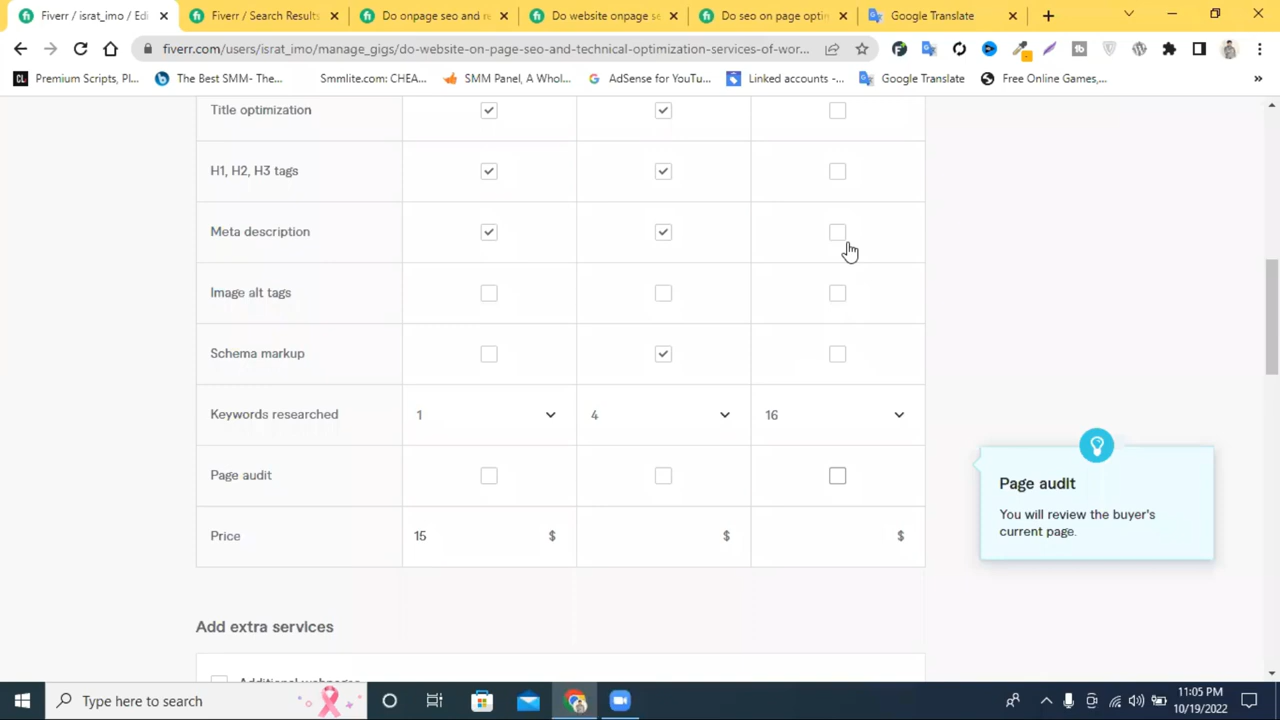 Fiverr / israt_imo / Edi
Fiverr / Search Results
Do onpage seo and re
Do website onpage se
Do seo on page optim
Google Translate
fiverr.com/users/israt_imo/manage_gigs/do-website-on-page-seo-and-technical-optimization-services-of-wor...
Premium Scripts, Pl...
The Best SMM- The...
Smmlite.com: CHEA...
SMM Panel, A Whol...
AdSense for YouTu...
Linked accounts -...
Google Translate
Free Online Games,...
»
Title optimization
H1, H2, H3 tags
Meta description
Image alt tags
Schema markup
Keywords researched 1 4 16
Page audit
Price 15 $ $ $
Page audit
You will review the buyer's
current page.
Add extra services
Type here to search
11:05 PM
10/19/2022